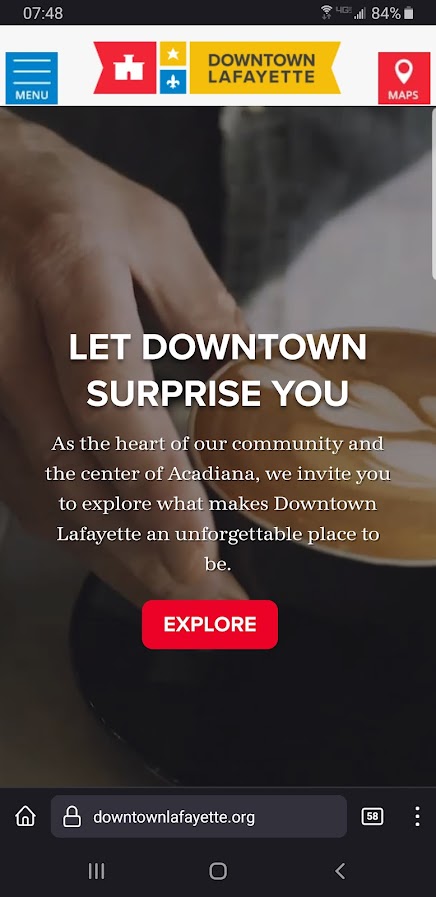 07:48
4GE 84%
DOWNTOWN
LAFAYETTE
MENU
MAPS
LET DOWNTOWN
SURPRISE YOU
As the heart of our community and
the center of Acadiana, we invite you
to explore what makes Downtown
Lafayette an unforgettable place to
be.
EXPLORE
downtownlafayette.org
58